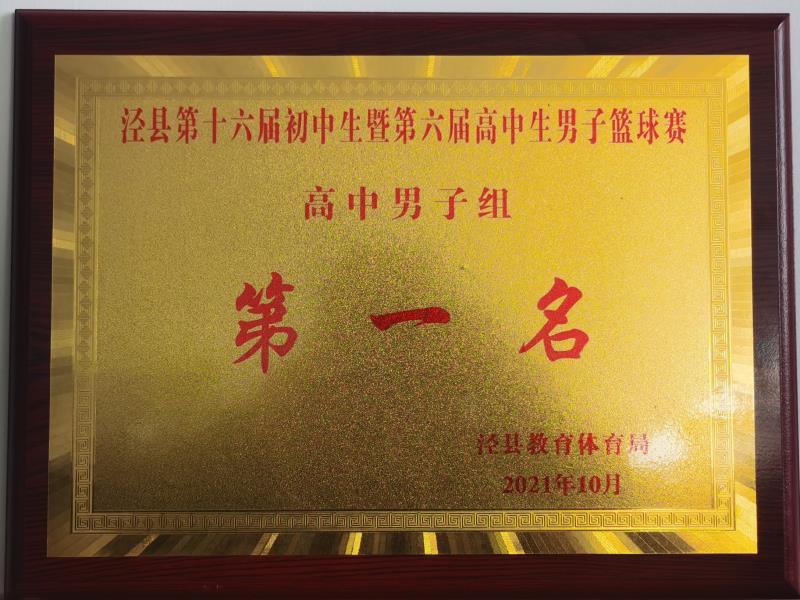 泾县第十六届初中生暨第六届高中生男子篮球赛
高中男子组
第一名
泾县教育体育局
2021年10月